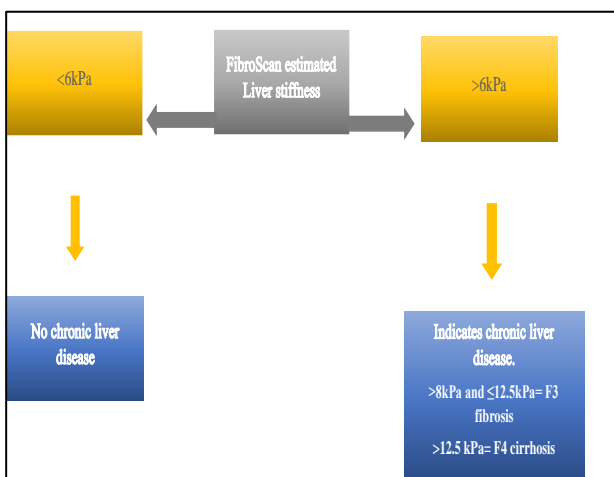 <6kPa
FibroScan estimated
Liver stiffness
>6kPa
No chronic liver
disease
Indicates chronic liver
disease.
>8kPa and ≤12.5kPa= F3
fibrosis
>12.5 kPa= F4 cirrhosis